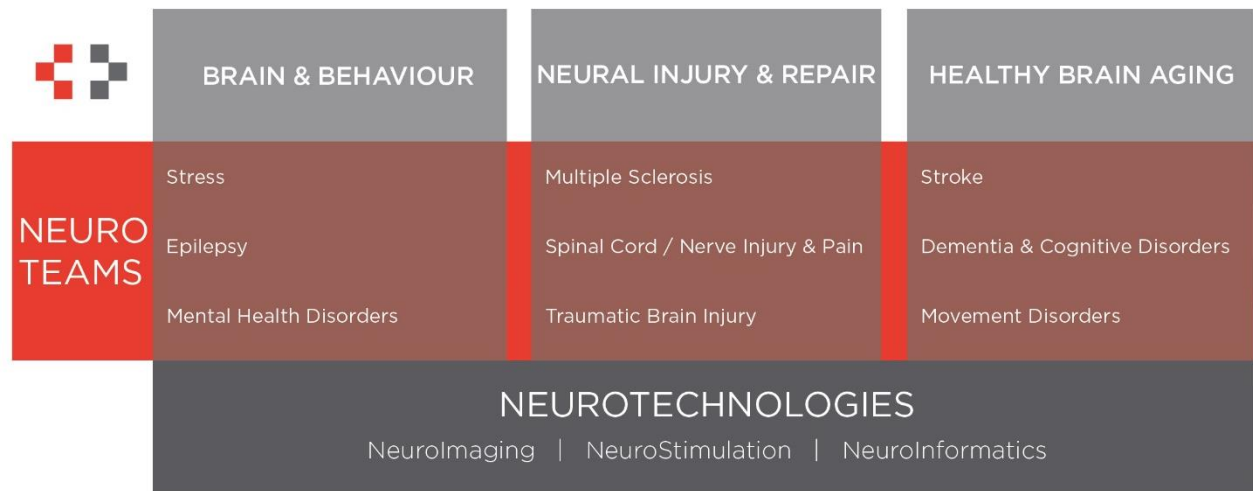 BRAIN & BEHAVIOUR
NEURAL INJURY & REPAIR
HEALTHY BRAIN AGING
NEURO
TEAMS
Stress
Epilepsy
Mental Health Disorders
Multiple Sclerosis
Spinal Cord / Nerve Injury & Pain
Traumatic Brain Injury
Stroke
Dementia & Cognitive Disorders
Movement Disorders
NEUROTECHNOLOGIES
NeuroImaging | NeuroStimulation | NeuroInformatics